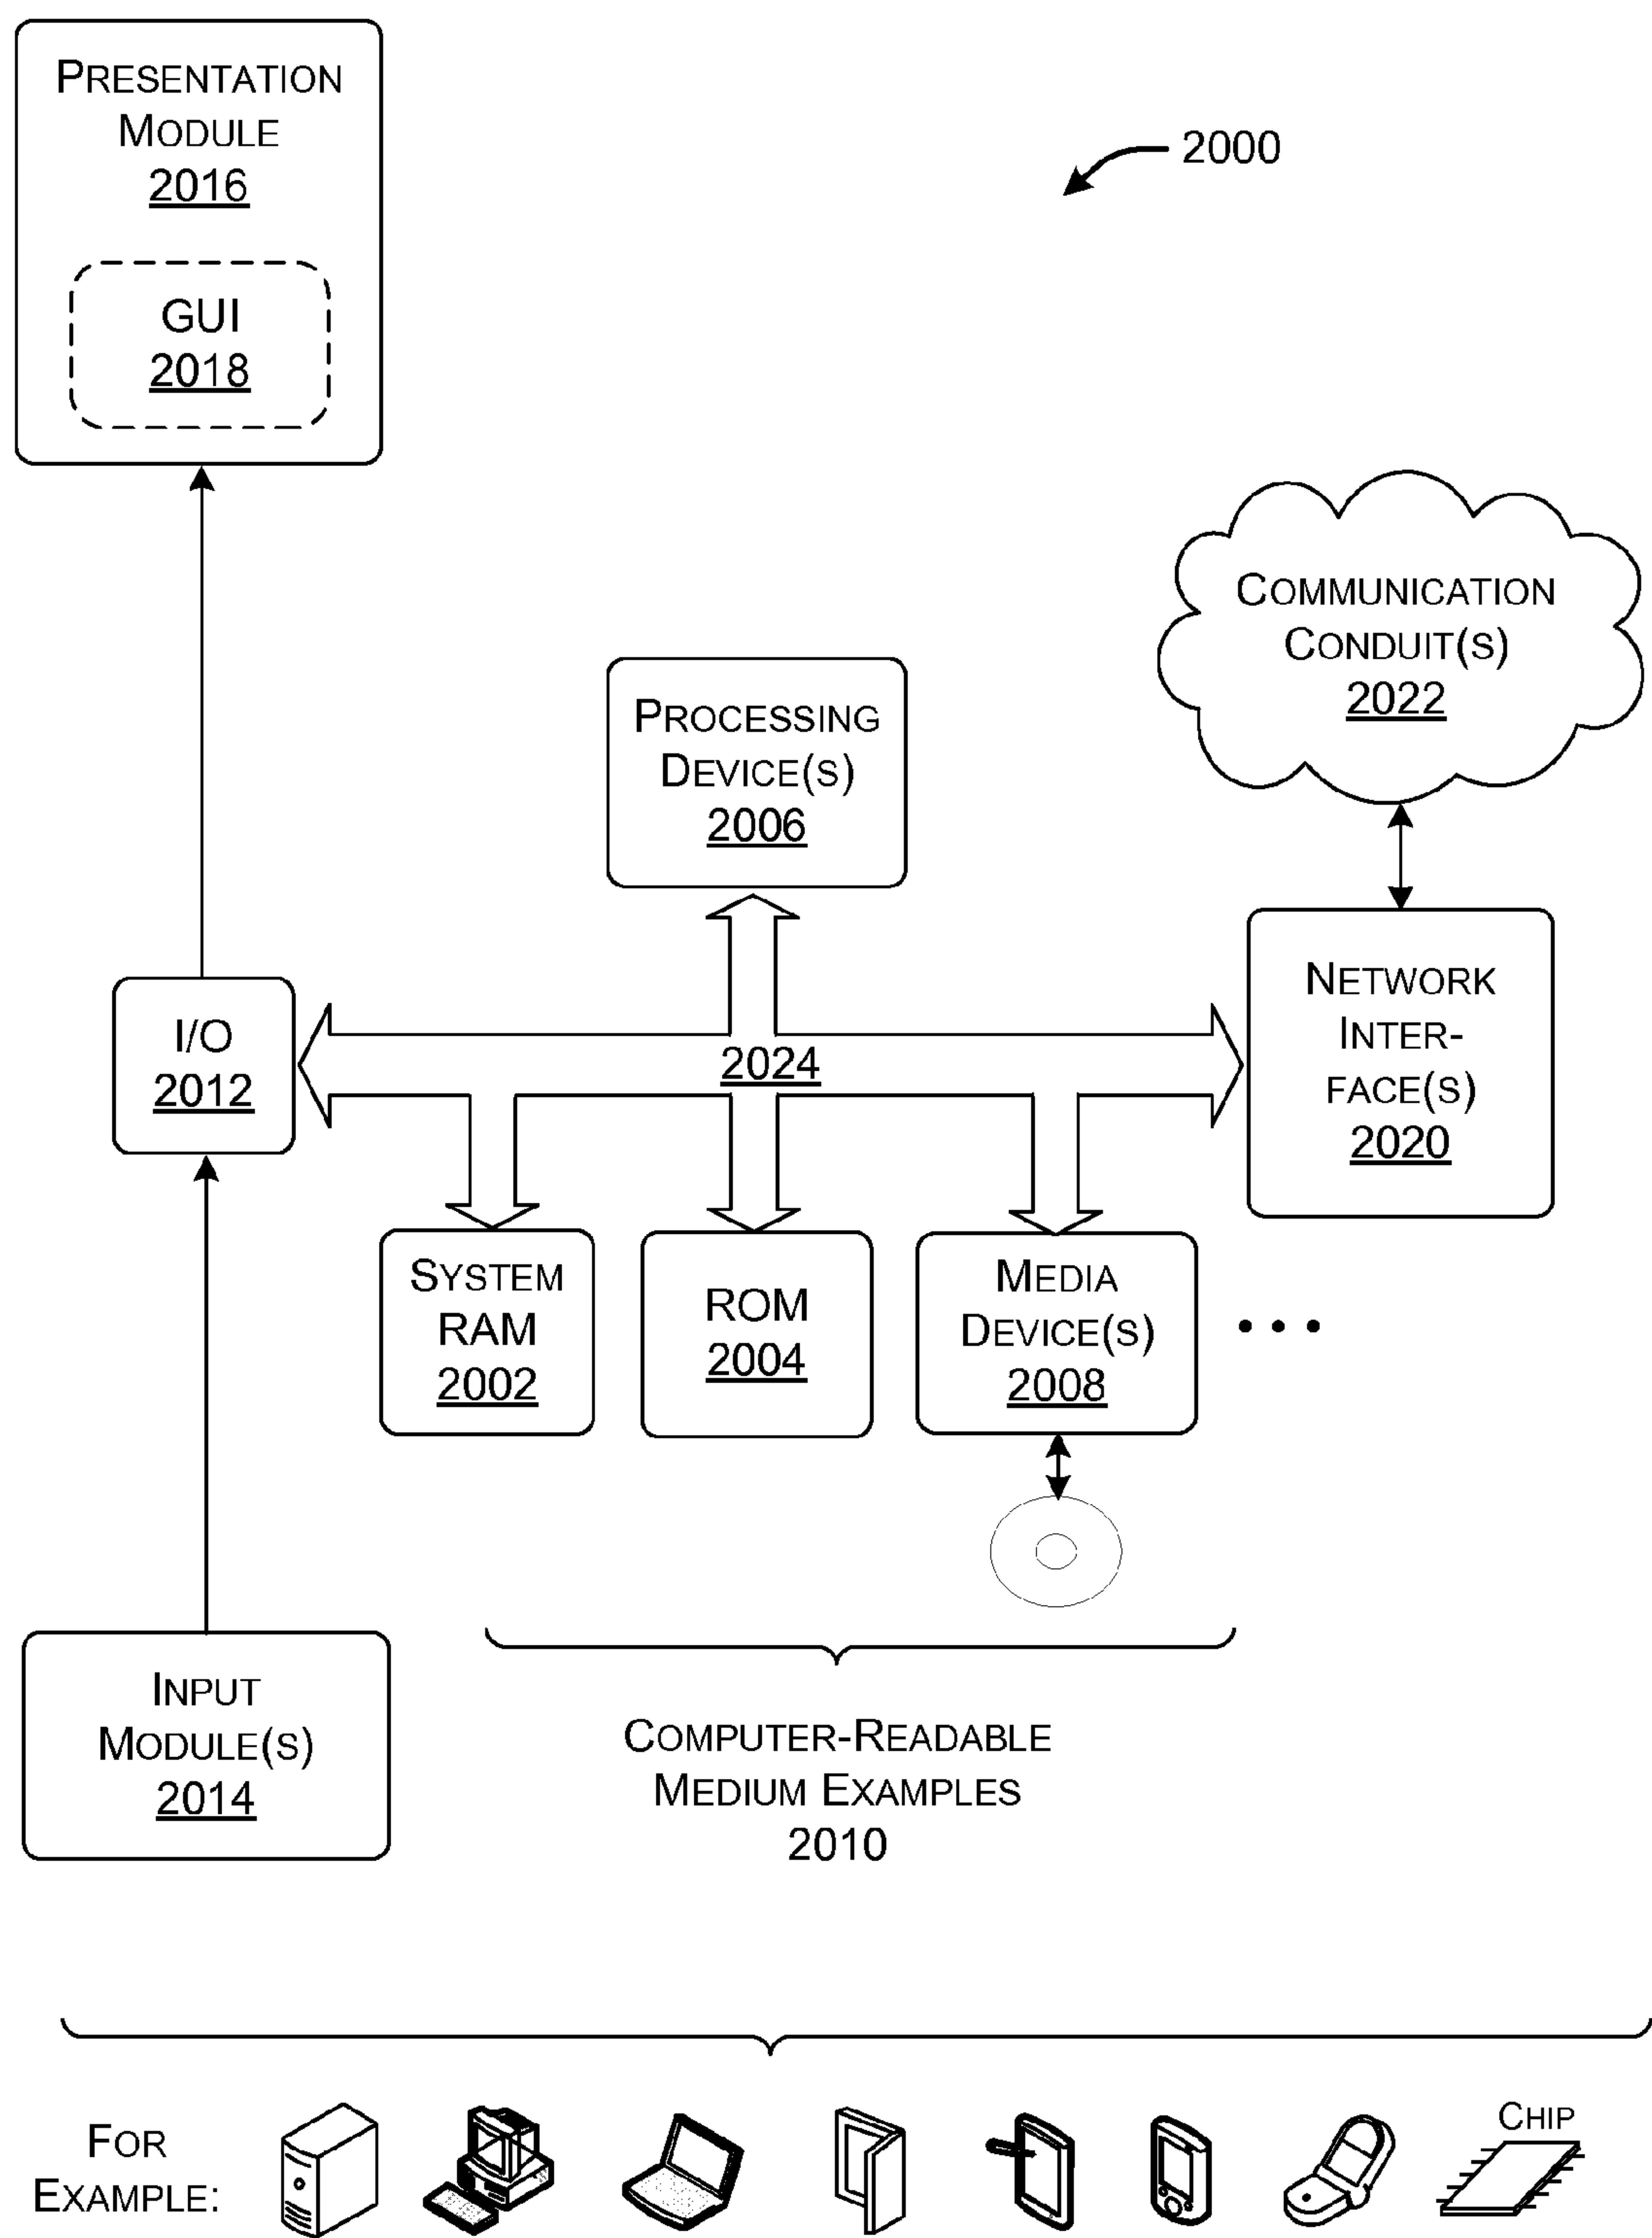 PRESENTATION
MODULE
2016
GUI
2018
2000
COMMUNICATION
CONDUIT(S)
2022
PROCESSING
DEVICE(S)
2006
NETWORK
INTER-
FACE(S)
2020
I/O
2012
2024
SYSTEM
RAM
2002
ROM
2004
MEDIA
DEVICE(S)
2008
• • •
INPUT
MODULE(S)
2014
COMPUTER-READABLE
MEDIUM EXAMPLES
2010
FOR
EXAMPLE:
CHIP